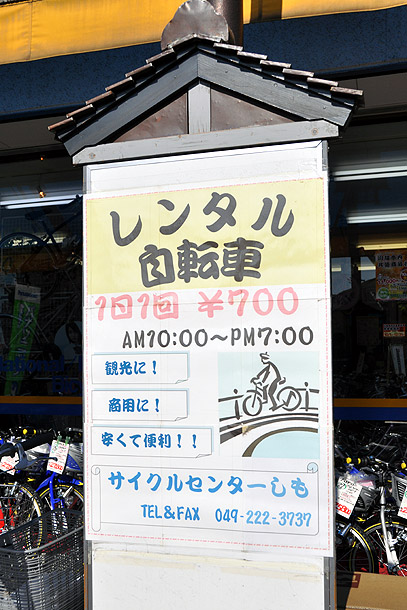 レンタル
自転車
1日1回 ¥700
AM10:00〜PM7:00
観光に!
商用に!
安くて便利!!
サイクルセンターしも
TEL&FAX 049-222-3737